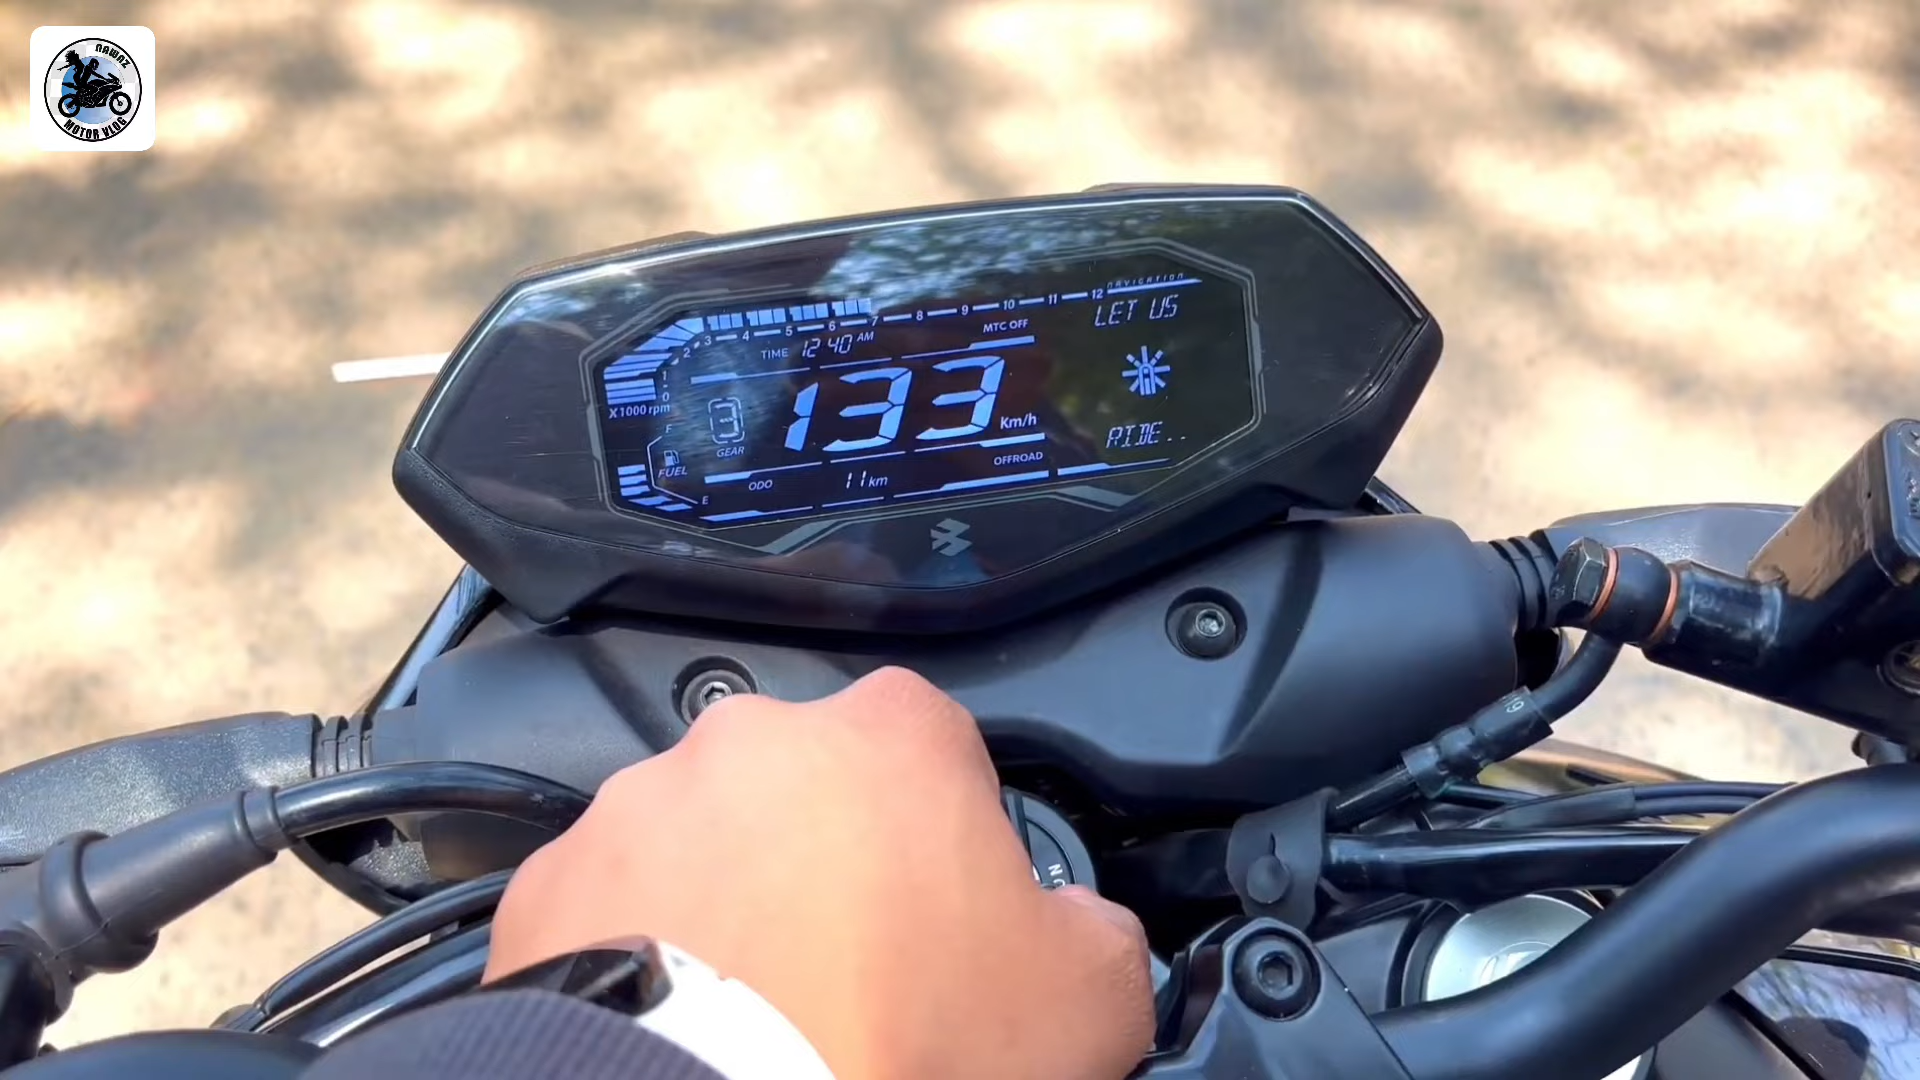 NAWAZ
MOTOR VLOG
NAVIGATION
LET US
RIDE..
0 1 2 3 4 5 6 7 8 9 10 11 12
X1000 rpm
TIME 12 40 AM
MTC OFF
133 Km/h
GEAR
F
FUEL
E
ODO 11 km
OFFROAD
ON